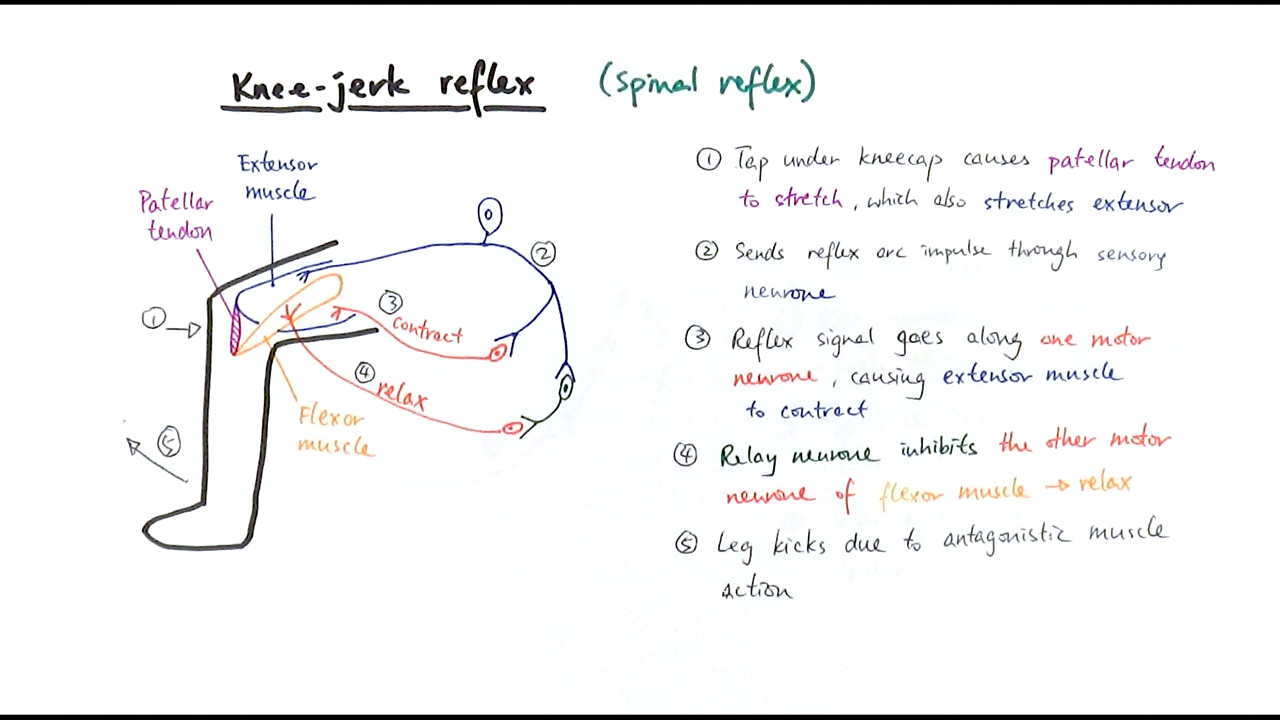 Knee-jerk reflex (spinal reflex)
Extensor
muscle
Patellar
tendon
①
②
③
contract
④
relax
Flexor
muscle
⑤
① Tap under kneecap causes patellar tendon
to stretch, which also stretches extensor
② Sends reflex arc impulse through sensory
neurone
③ Reflex signal goes along one motor
neurone, causing extensor muscle
to contract
④ Relay neurone inhibits the other motor
neurone of flexor muscle → relax
⑤ Leg kicks due to antagonistic muscle
action